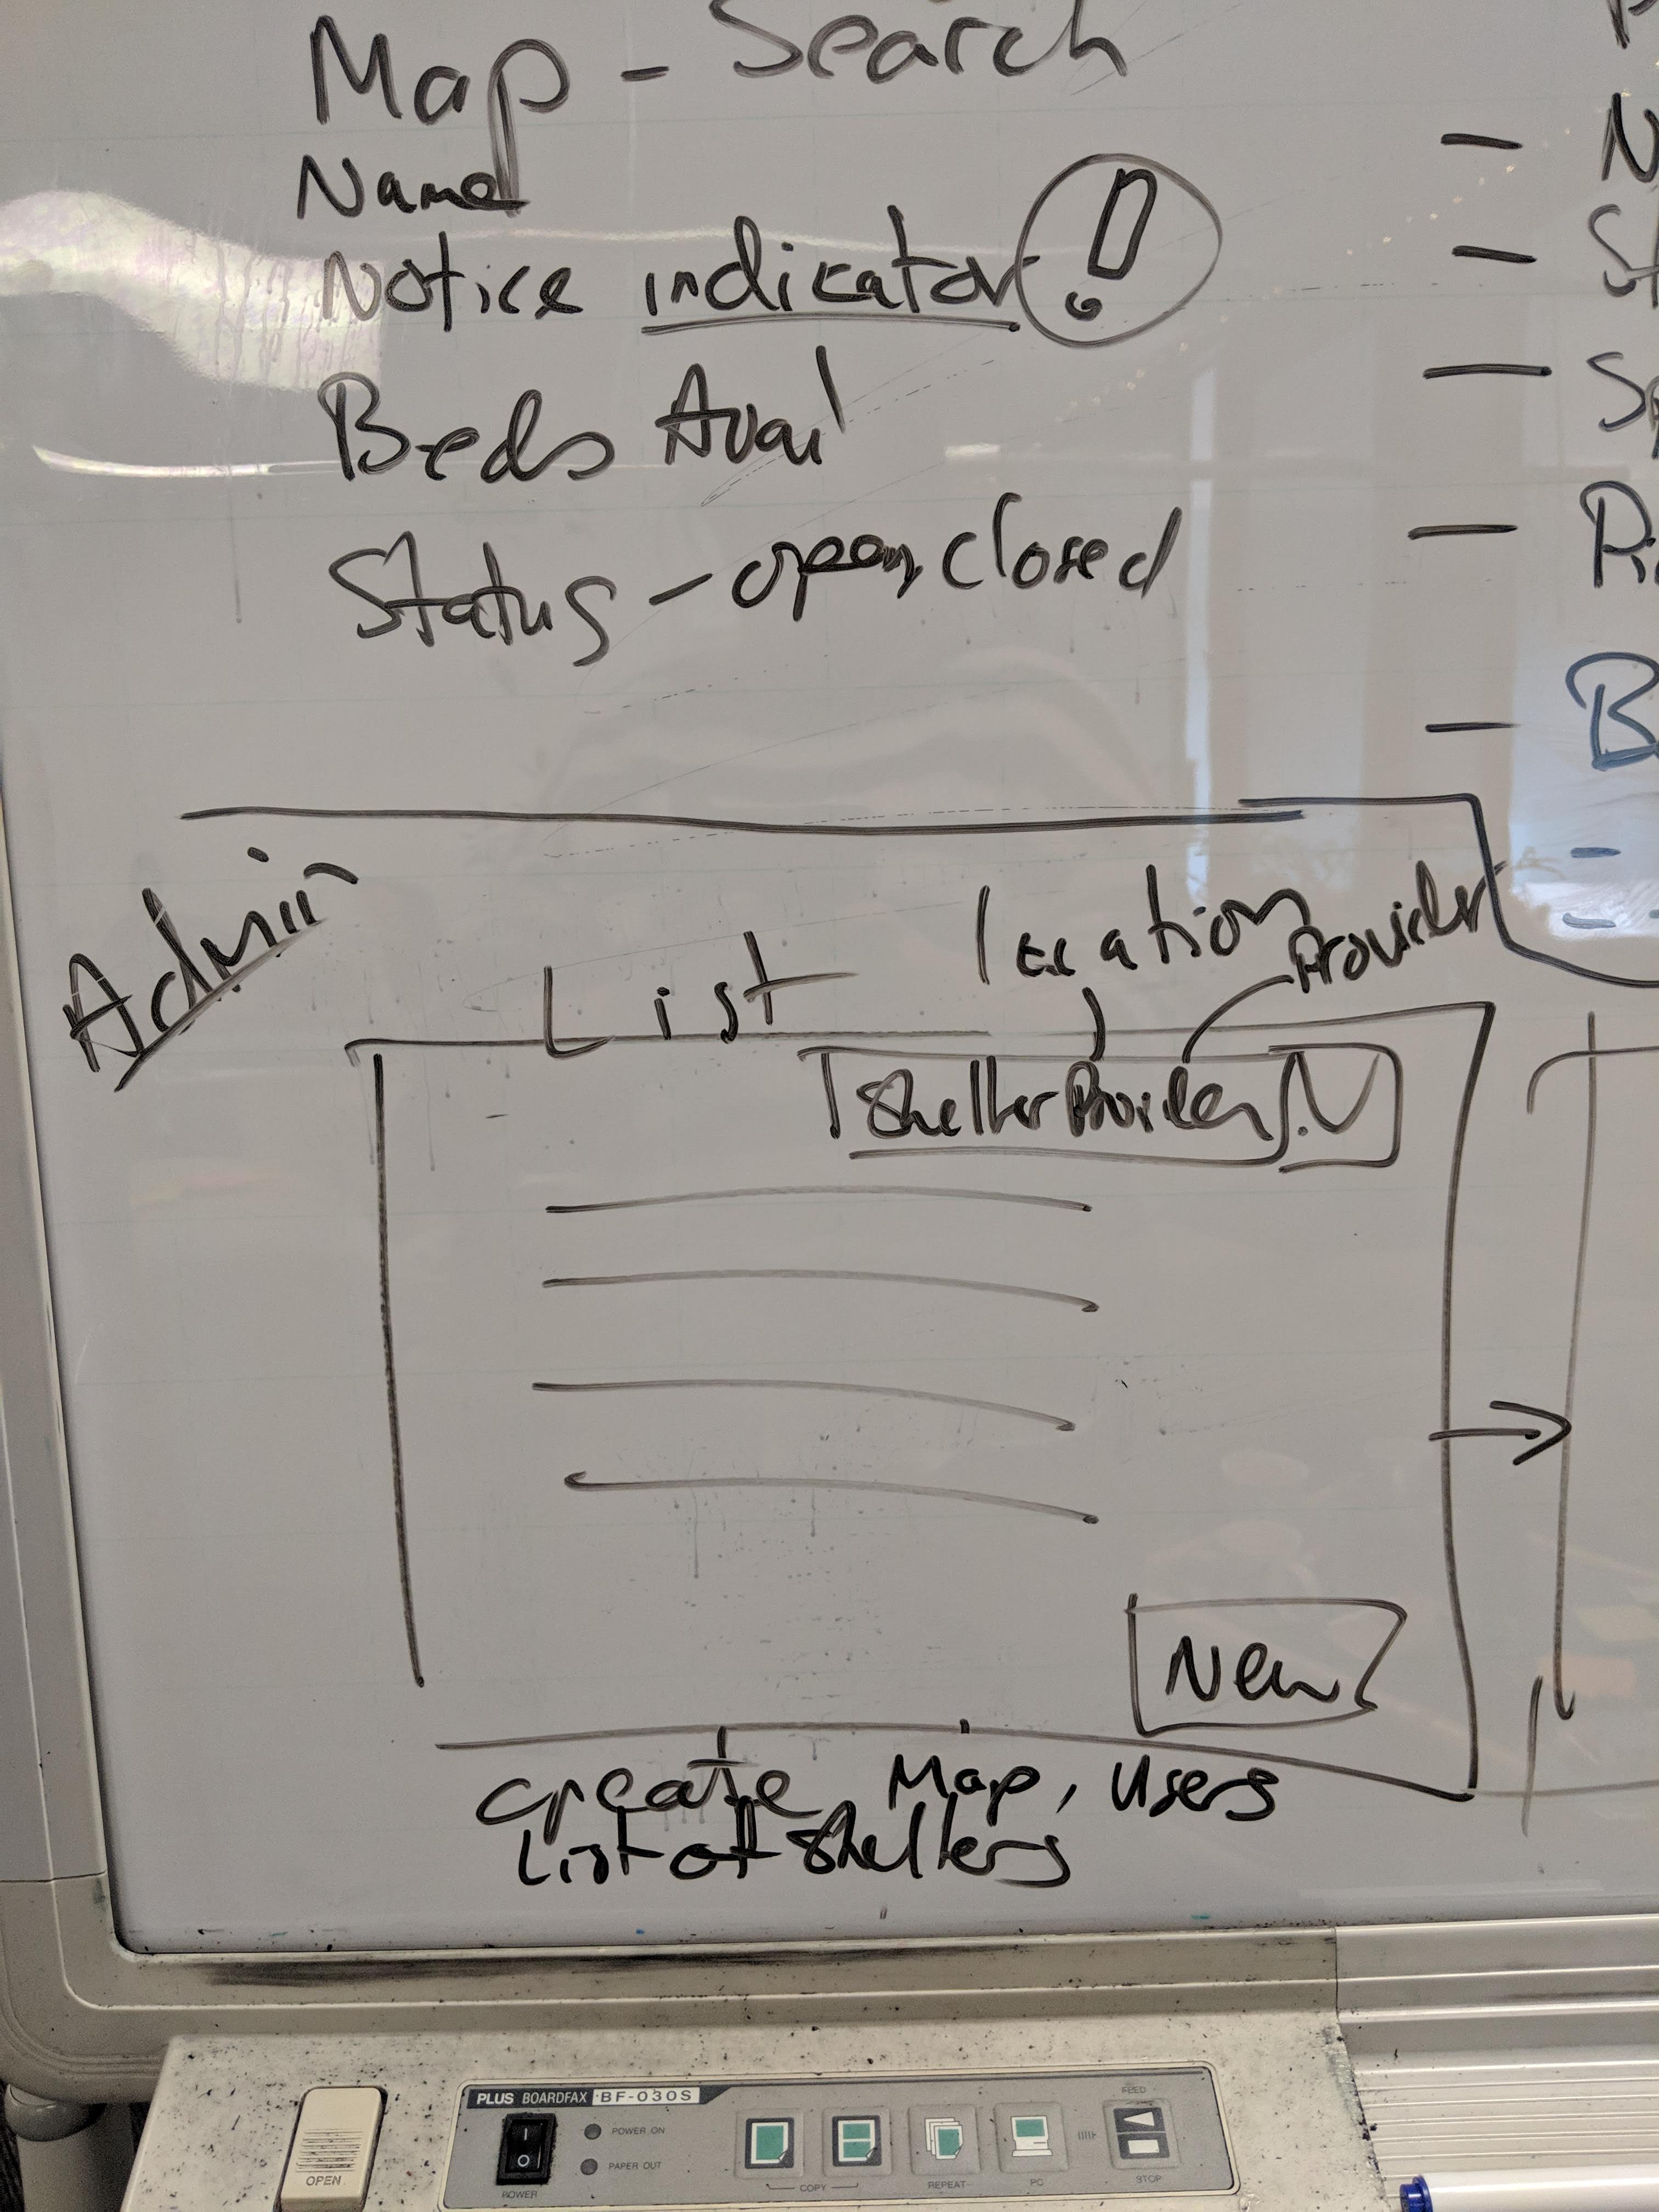 Map - Search
Name
Notice indicator !
Beds Avail
Status - open, closed
Admin
List
location
Provider
Shelter Provider
New
create Map, Users
List of Shelters
PLUS BOARDFAX BF-030S
POWER ON
PAPER OUT
POWER
COPY
REPEAT
PC
FEED
STOP
OPEN